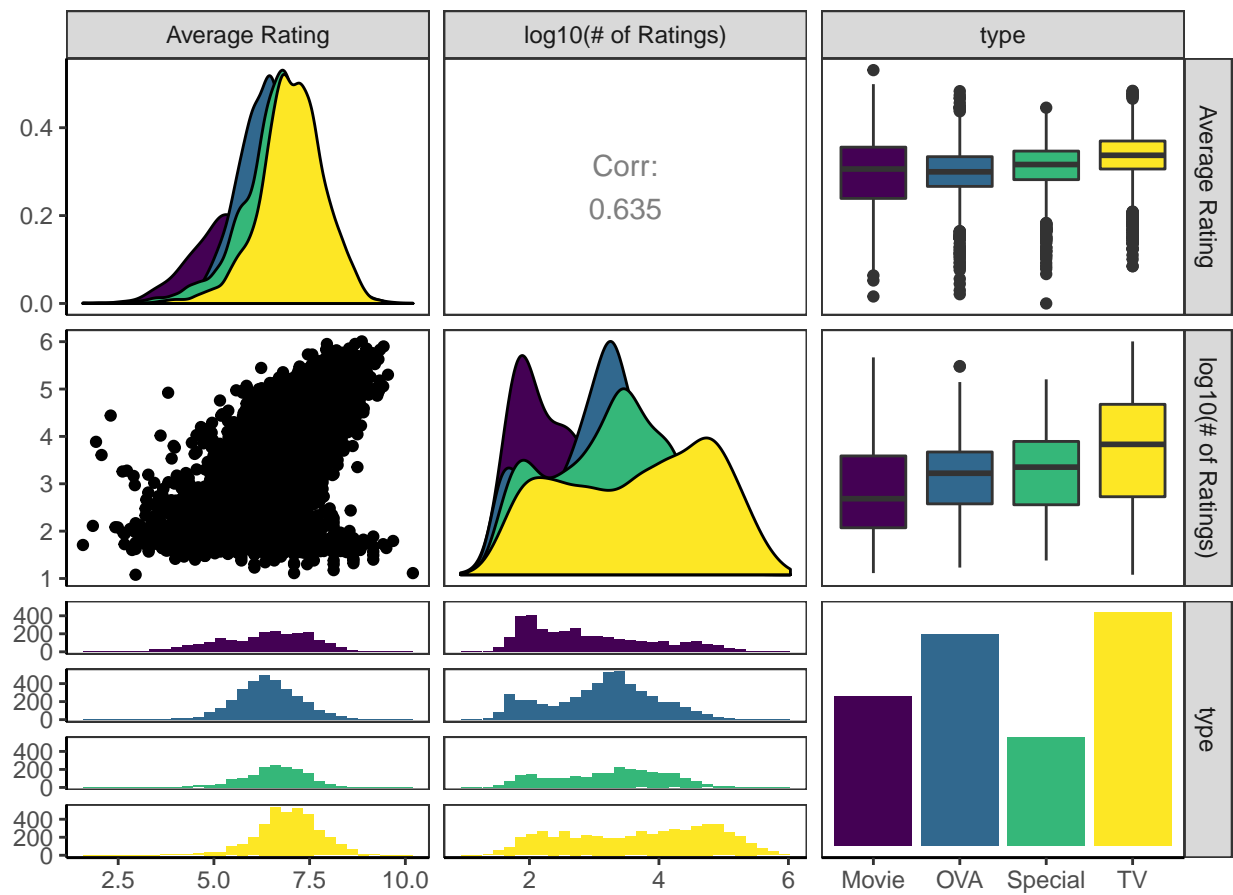 Average Rating
log10(# of Ratings)
type
0.4
0.2
0.0
Corr:
0.635
Average Rating
6
5
4
3
2
1
log10(# of Ratings)
400
200
0
400
200
0
400
200
0
400
200
0
type
2.5 5.0 7.5 10.0
2 4 6
Movie OVA Special TV